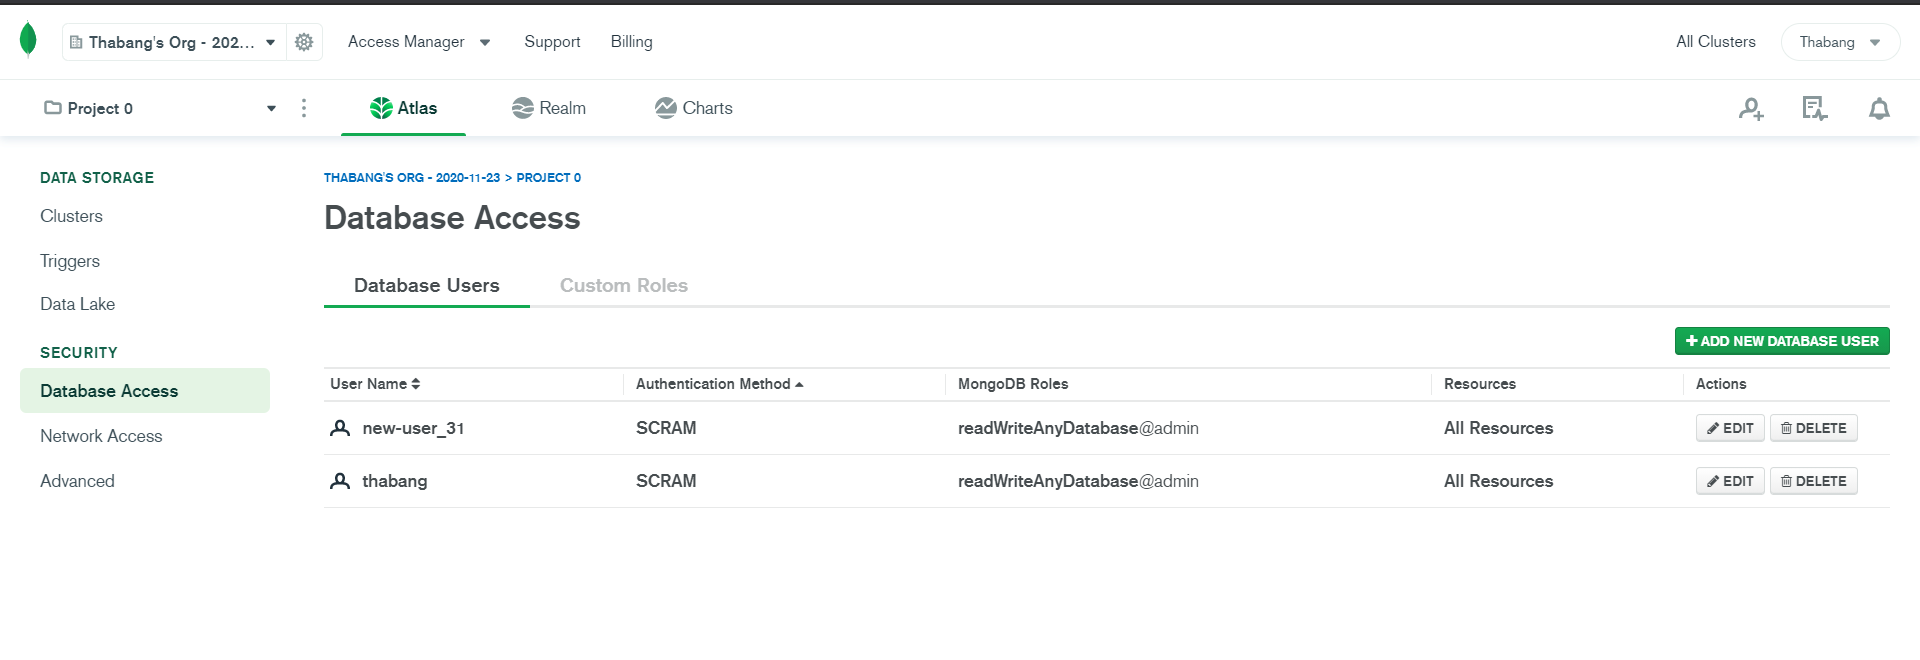 Thabang's Org - 202...
Access Manager
Support
Billing
All Clusters
Thabang
Project 0
Atlas
Realm
Charts
DATA STORAGE
Clusters
Triggers
Data Lake
SECURITY
Database Access
Network Access
Advanced
THABANG'S ORG - 2020-11-23 > PROJECT 0
Database Access
Database Users
Custom Roles
+ ADD NEW DATABASE USER
User Name
Authentication Method
MongoDB Roles
Resources
Actions
new-user_31
SCRAM
readWriteAnyDatabase@admin
All Resources
EDIT
DELETE
thabang
SCRAM
readWriteAnyDatabase@admin
All Resources
EDIT
DELETE